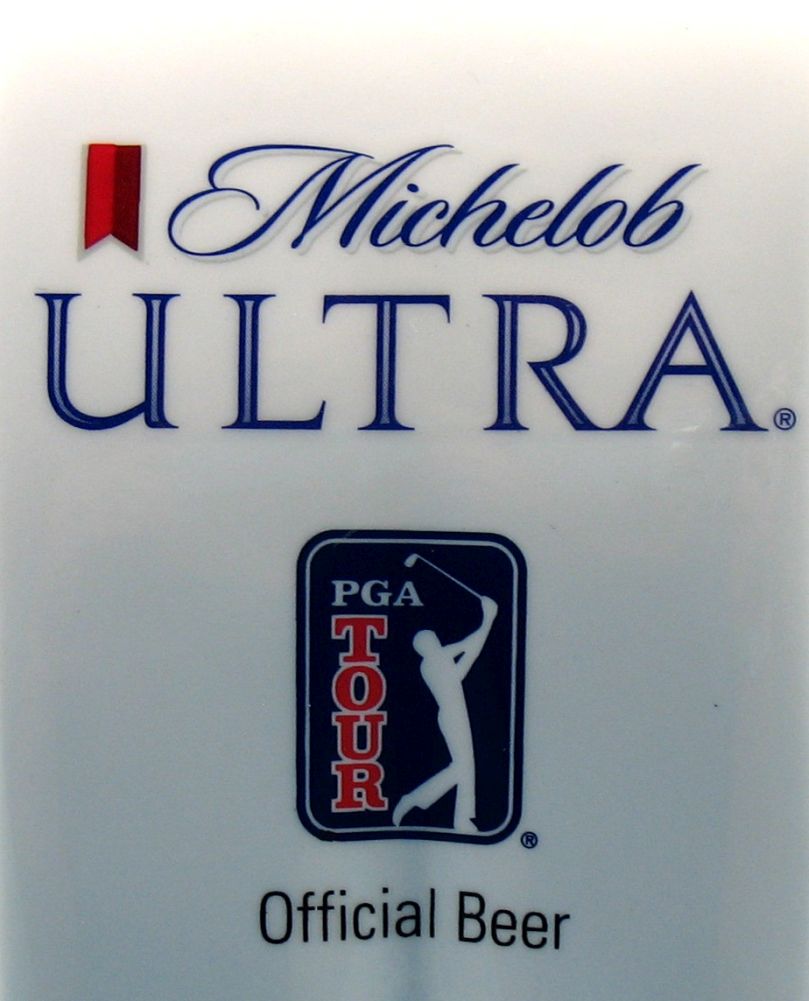 Michelob
ULTRA®
PGA
TOUR
®
Official Beer